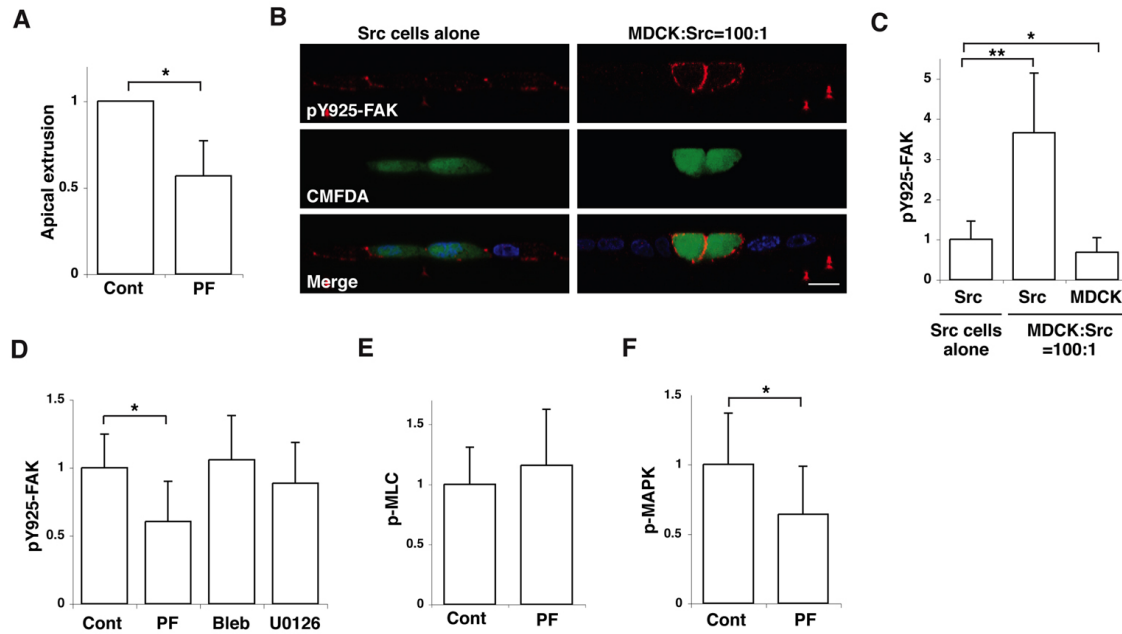 A
Apical extrusion
1
0.5
0
*
Cont PF
B
Src cells alone MDCK:Src=100:1
pY925-FAK
CMFDA
Merge
C
pY925-FAK
5
4
3
2
1
0
*
**
Src Src MDCK
Src cells alone
MDCK:Src =100:1
D
pY925-FAK
1.5
1
0.5
0
*
Cont PF Bleb U0126
E
p-MLC
1.5
1
0.5
0
Cont PF
F
p-MAPK
1.5
1
0.5
0
*
Cont PF